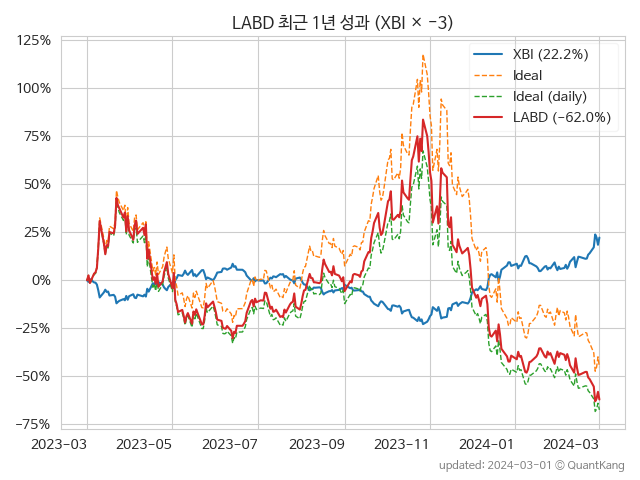 LABD 최근 1년 성과 (XBI × −3)
125%
100%
75%
50%
25%
0%
−25%
−50%
−75%
XBI (22.2%)
Ideal
Ideal (daily)
LABD (−62.0%)
2023-03
2023-05
2023-07
2023-09
2023-11
2024-01
2024-03
updated: 2024-03-01 ⓒ QuantKang